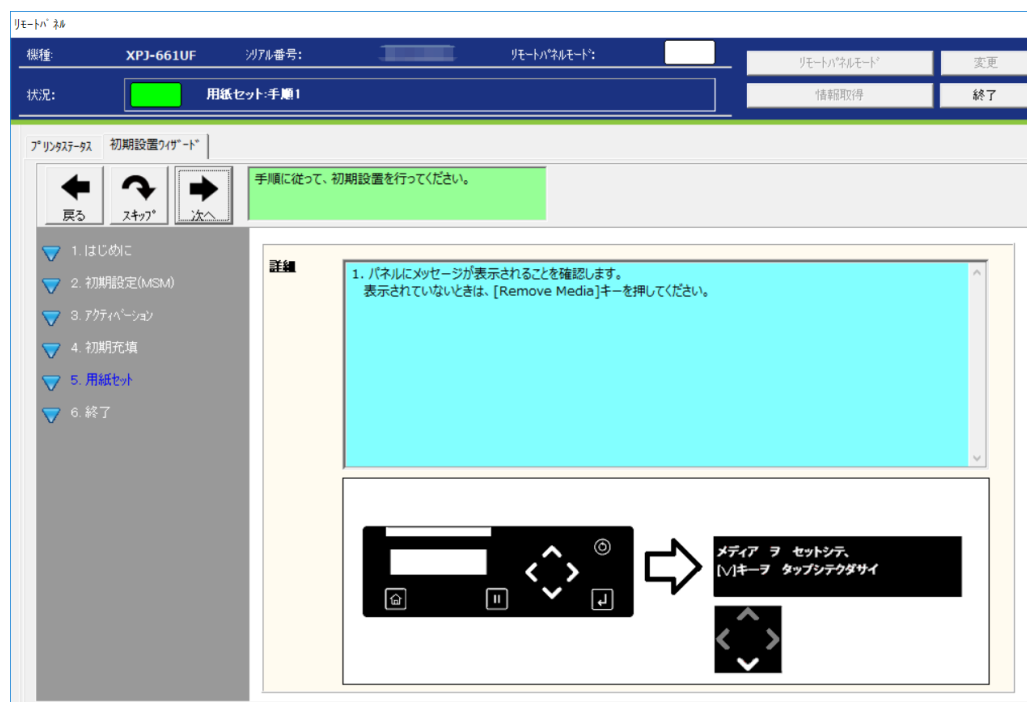 リモートパネル
機種: XPJ-661UF シリアル番号: リモートパネルモード:
リモートパネルモード 変更
状況: 用紙セット:手順1
情報取得 終了
プリンタステータス 初期設置ウィザード
戻る スキップ 次へ
手順に従って、初期設置を行ってください。
1. はじめに
2. 初期設定(MSM)
3. アクティベーション
4. 初期充填
5. 用紙セット
6. 終了
詳細
1. パネルにメッセージが表示されることを確認します。
表示されていないときは、[Remove Media]キーを押してください。
メディア ヲ セットシテ、
[∨]キーヲ タップシテクダサイ